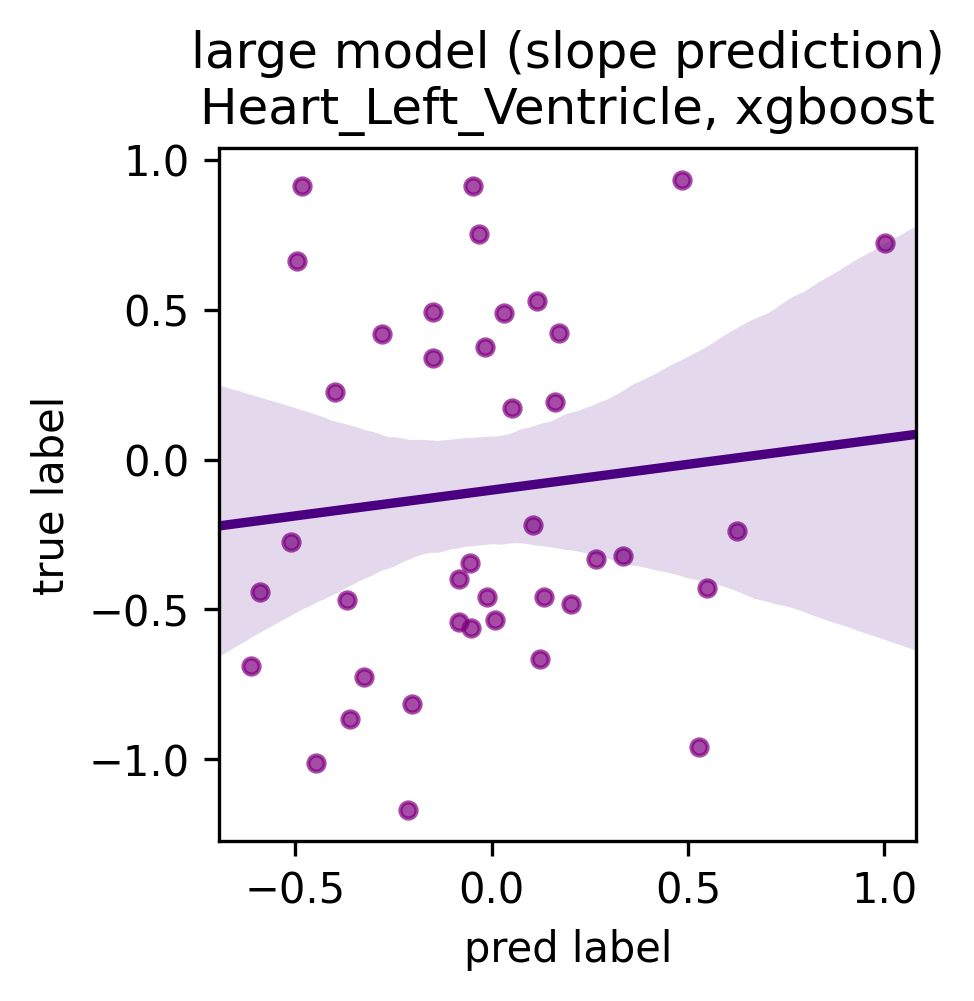 large model (slope prediction)
Heart_Left_Ventricle, xgboost
1.0
0.5
0.0
−0.5
−1.0
true label
−0.5
0.0
0.5
1.0
pred label